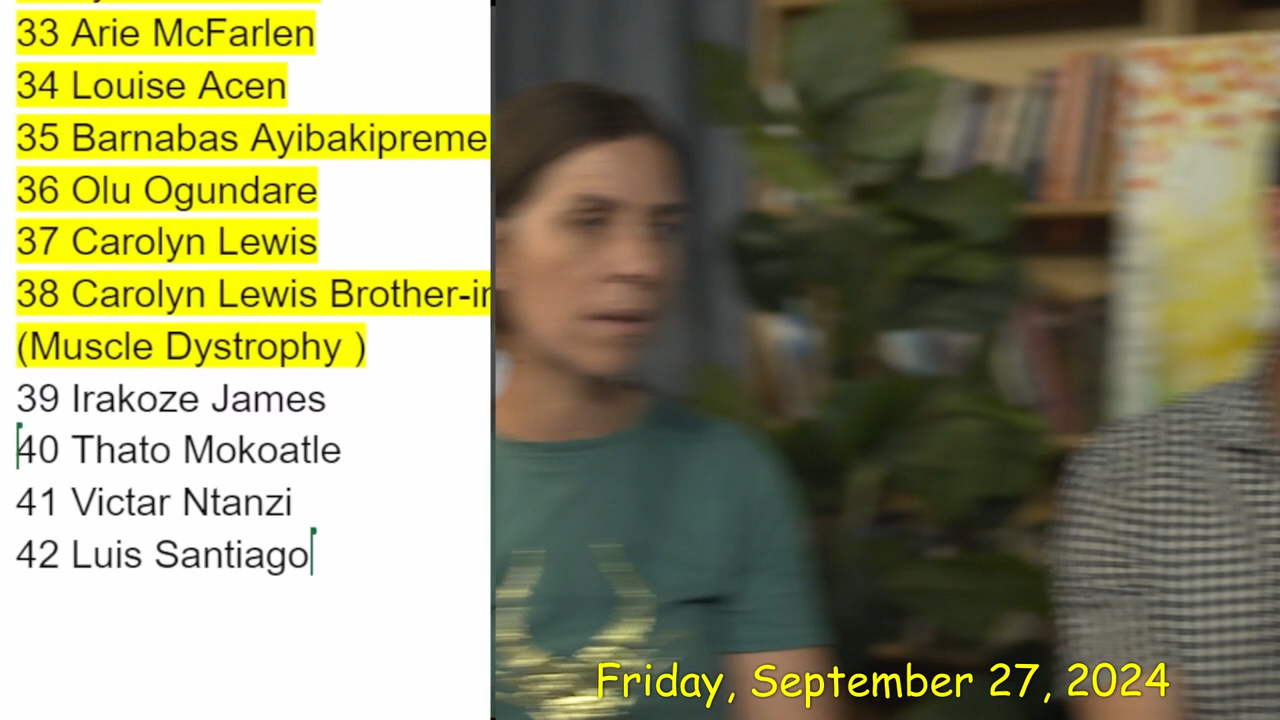 33 Arie McFarlen
34 Louise Acen
35 Barnabas Ayibakipreme
36 Olu Ogundare
37 Carolyn Lewis
38 Carolyn Lewis Brother-in
(Muscle Dystrophy )
39 Irakoze James
40 Thato Mokoatle
41 Victar Ntanzi
42 Luis Santiago
Friday, September 27, 2024